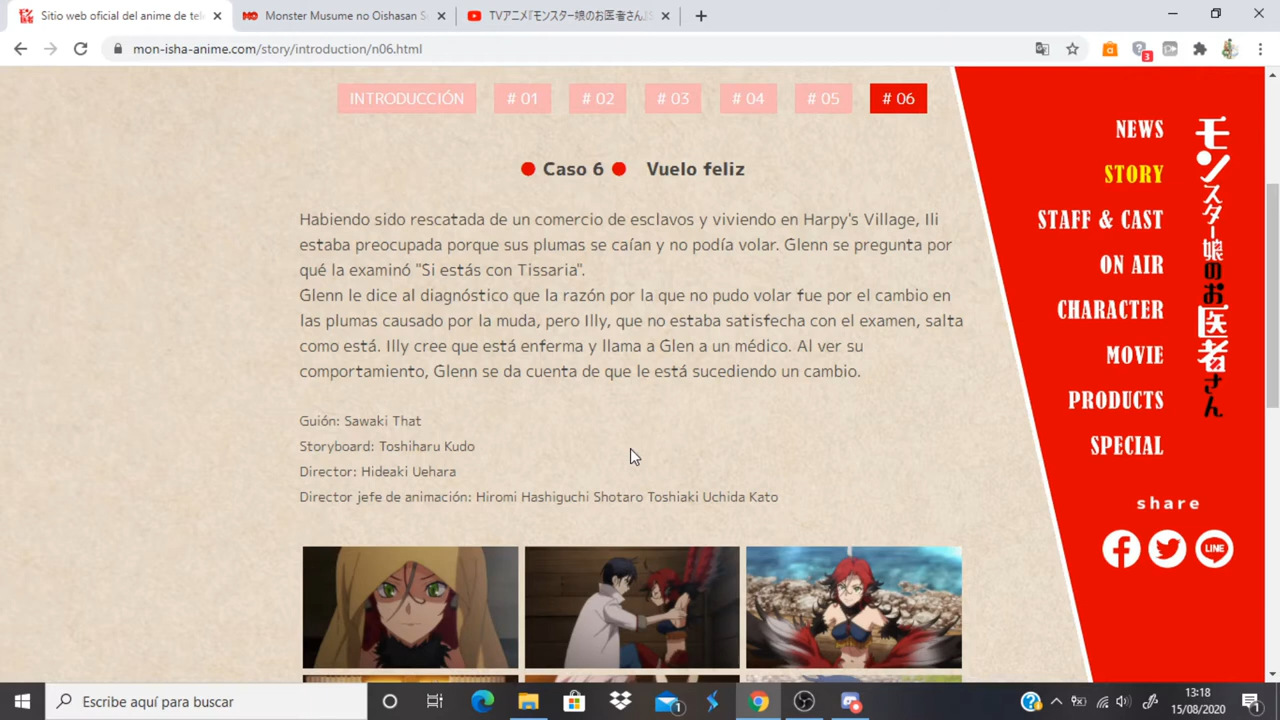 Sitio web oficial del anime de tele
Monster Musume no Oishasan S
TVアニメ『モンスター娘のお医者さん』S
mon-isha-anime.com/story/introduction/n06.html
3
INTRODUCCIÓN # 01 # 02 # 03 # 04 # 05 # 06
● Caso 6 ● Vuelo feliz
Habiendo sido rescatada de un comercio de esclavos y viviendo en Harpy's Village, Ili
estaba preocupada porque sus plumas se caían y no podía volar. Glenn se pregunta por
qué la examinó "Si estás con Tissaria".
Glenn le dice al diagnóstico que la razón por la que no pudo volar fue por el cambio en
las plumas causado por la muda, pero Illy, que no estaba satisfecha con el examen, salta
como está. Illy cree que está enferma y llama a Glen a un médico. Al ver su
comportamiento, Glenn se da cuenta de que le está sucediendo un cambio.
Guión: Sawaki That
Storyboard: Toshiharu Kudo
Director: Hideaki Uehara
Director jefe de animación: Hiromi Hashiguchi Shotaro Toshiaki Uchida Kato
NEWS
STORY
STAFF & CAST
ON AIR
CHARACTER
MOVIE
PRODUCTS
SPECIAL
モンスター娘のお医者さん
share
LINE
Escribe aquí para buscar
1
13:18
15/08/2020
1